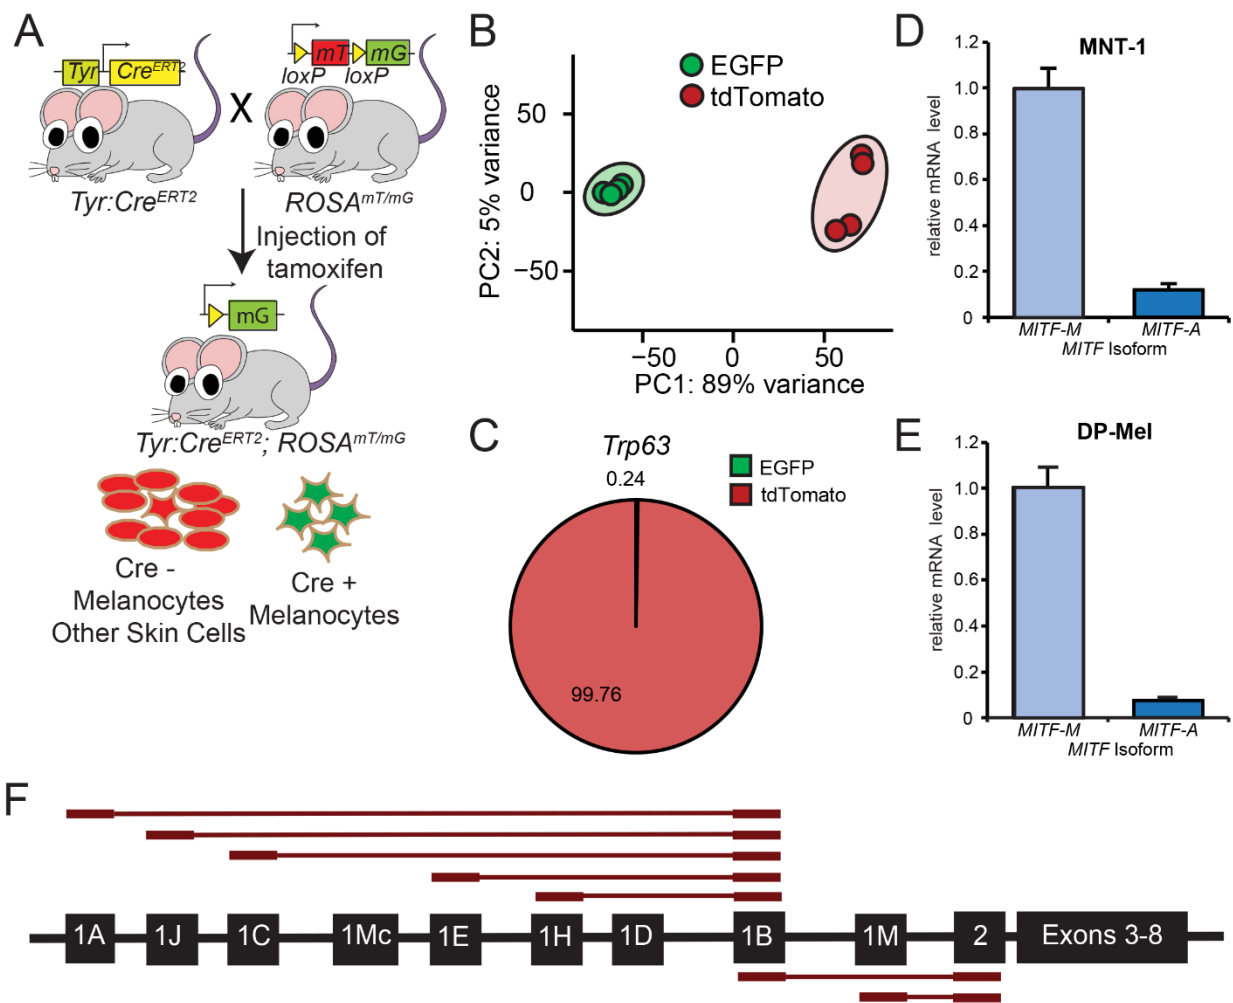 A
Tyr
Cre^ERT2
mT
mG
loxP
loxP
X
Tyr:Cre^ERT2
ROSA^mT/mG
Injection of
tamoxifen
mG
Tyr:Cre^ERT2; ROSA^mT/mG
Cre -
Melanocytes
Other Skin Cells
Cre +
Melanocytes
B
EGFP
tdTomato
PC2: 5% variance
50
0
−50
−50
0
50
PC1: 89% variance
C
Trp63
0.24
EGFP
tdTomato
99.76
D
MNT-1
relative mRNA level
1.2
1.0
0.8
0.6
0.4
0.2
0
MITF-M
MITF-A
MITF Isoform
E
DP-Mel
relative mRNA level
1.2
1.0
0.8
0.6
0.4
0.2
0
MITF-M
MITF-A
MITF Isoform
F
1A
1J
1C
1Mc
1E
1H
1D
1B
1M
2
Exons 3-8